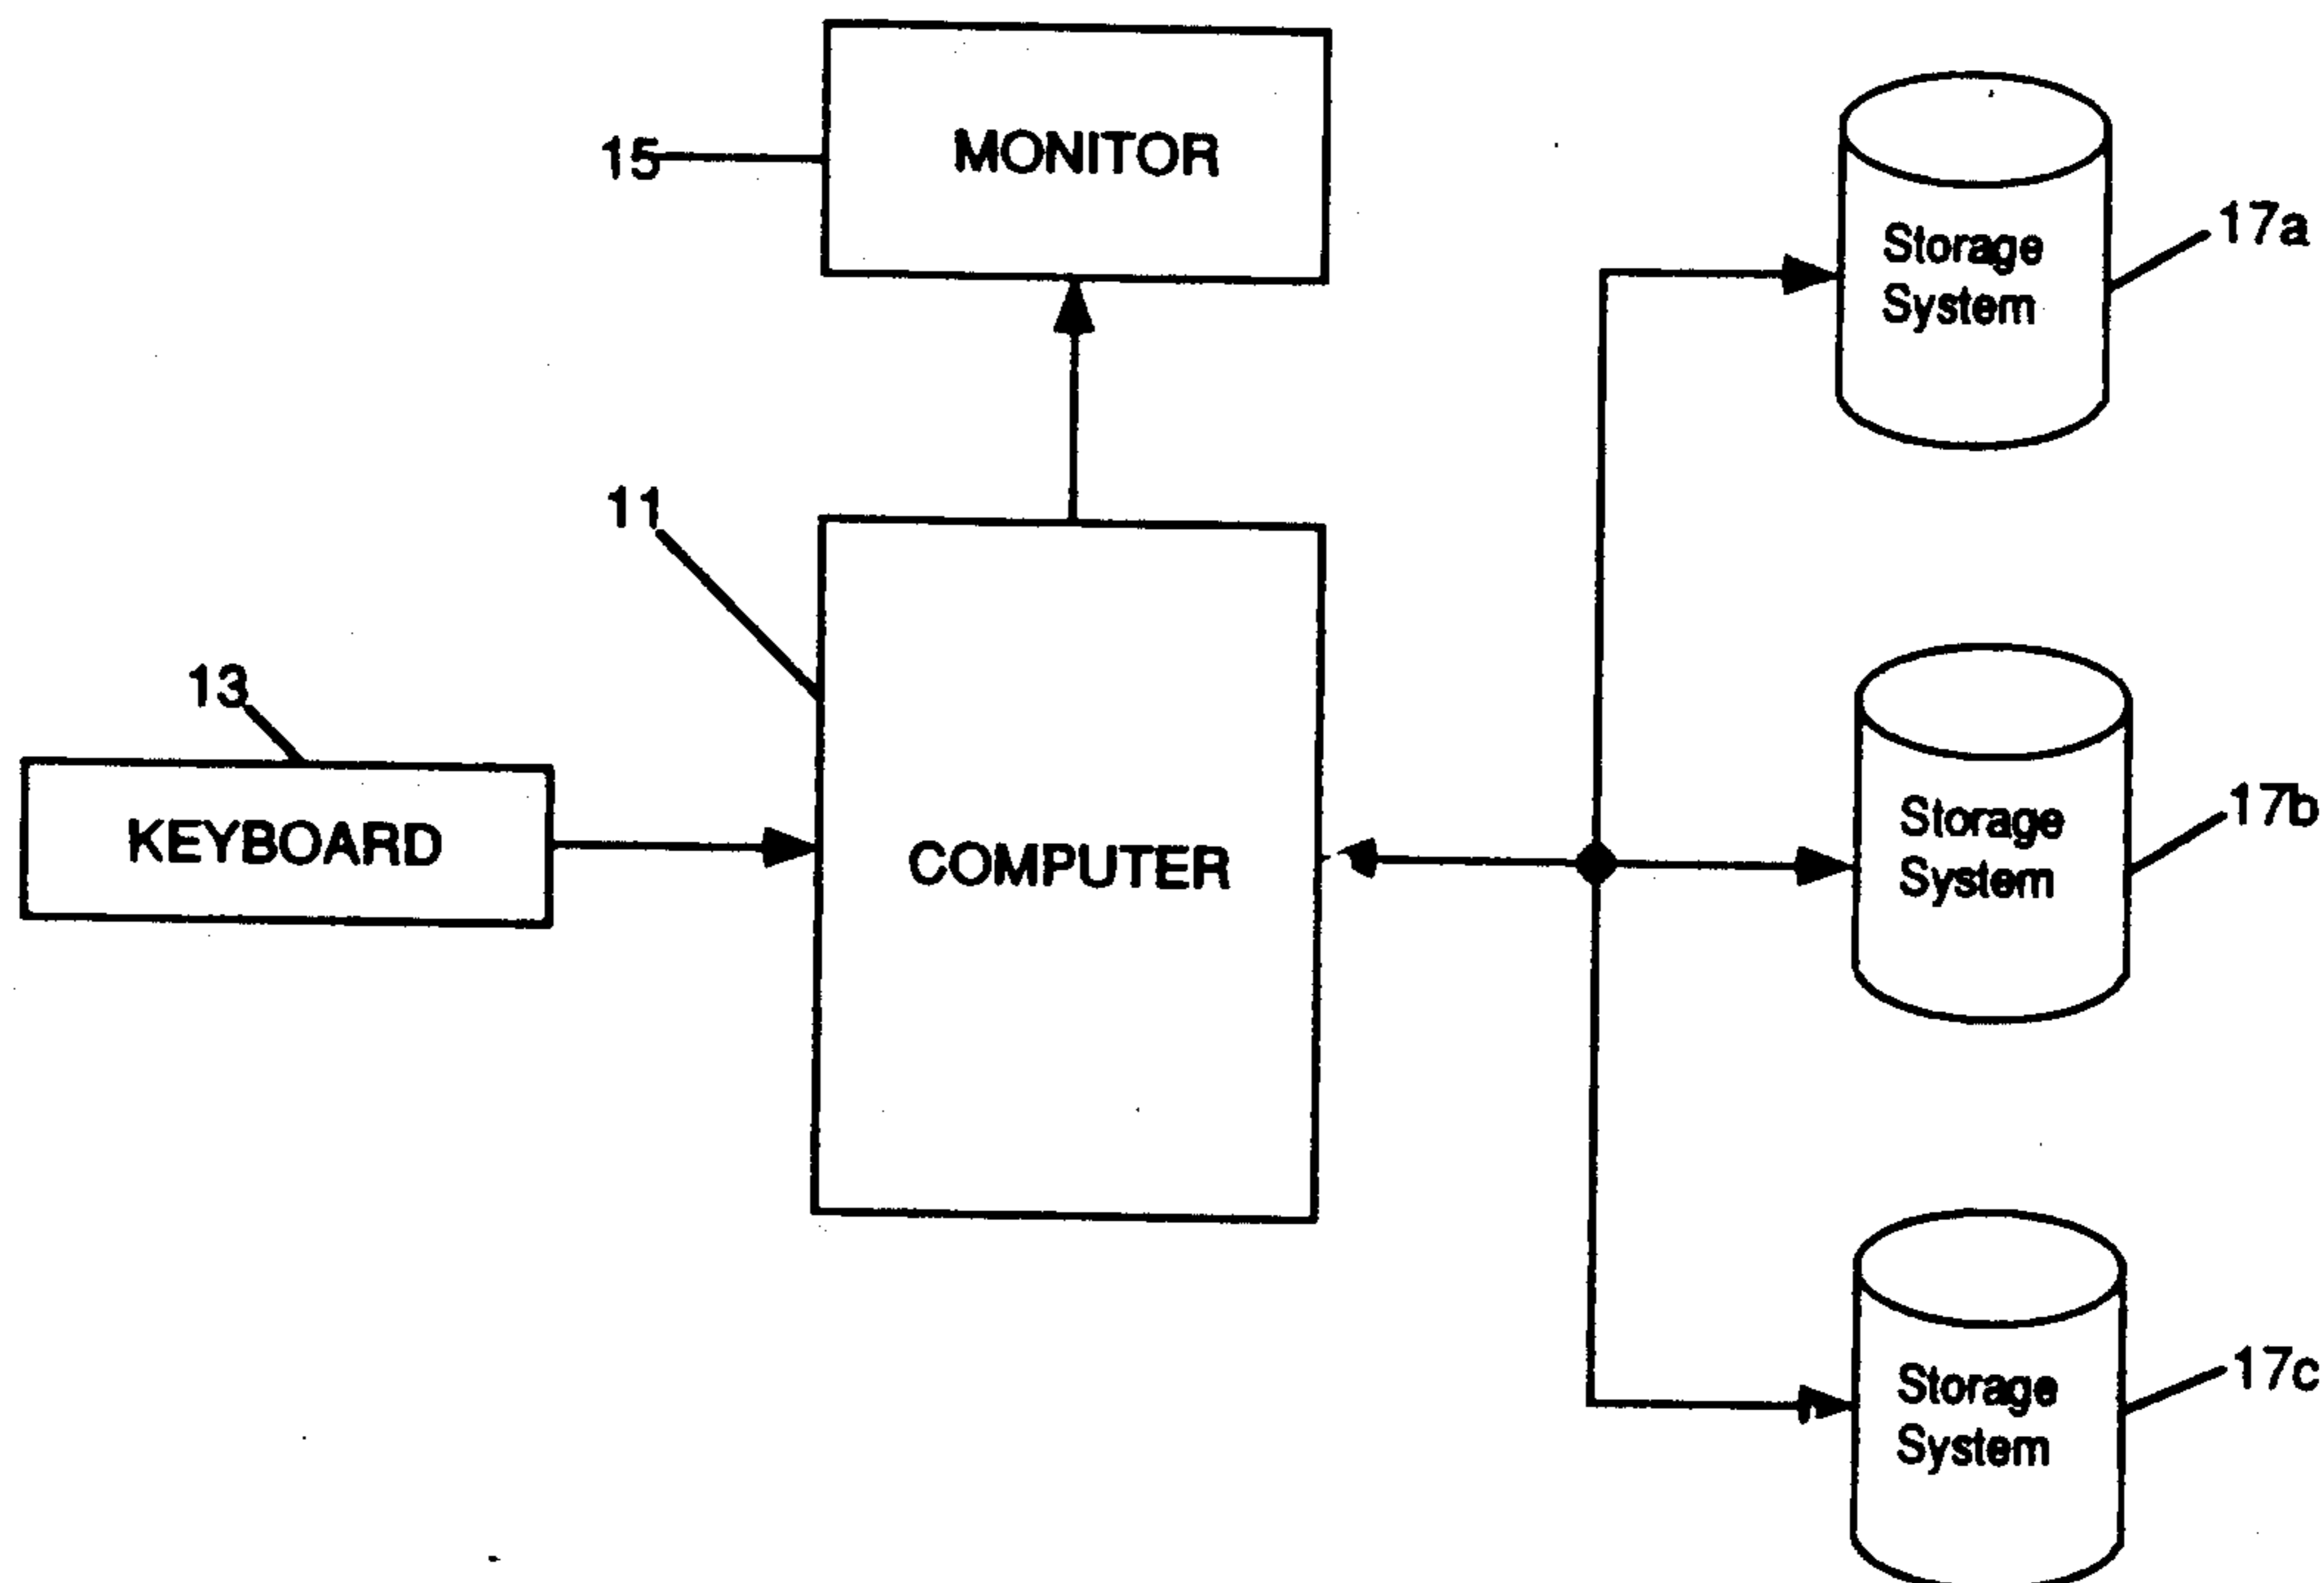 15
MONITOR
Storage
System
17a
11
13
KEYBOARD
COMPUTER
Storage
System
17b
Storage
System
17c